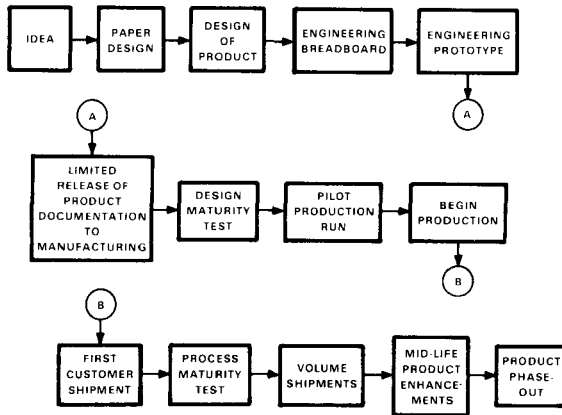 IDEA
PAPER
DESIGN
DESIGN
OF
PRODUCT
ENGINEERING
BREADBOARD
ENGINEERING
PROTOTYPE
A
A
LIMITED
RELEASE OF
PRODUCT
DOCUMENTATION
TO
MANUFACTURING
DESIGN
MATURITY
TEST
PILOT
PRODUCTION
RUN
BEGIN
PRODUCTION
B
B
FIRST
CUSTOMER
SHIPMENT
PROCESS
MATURITY
TEST
VOLUME
SHIPMENTS
MID-LIFE
PRODUCT
ENHANCE-
MENTS
PRODUCT
PHASE-
OUT